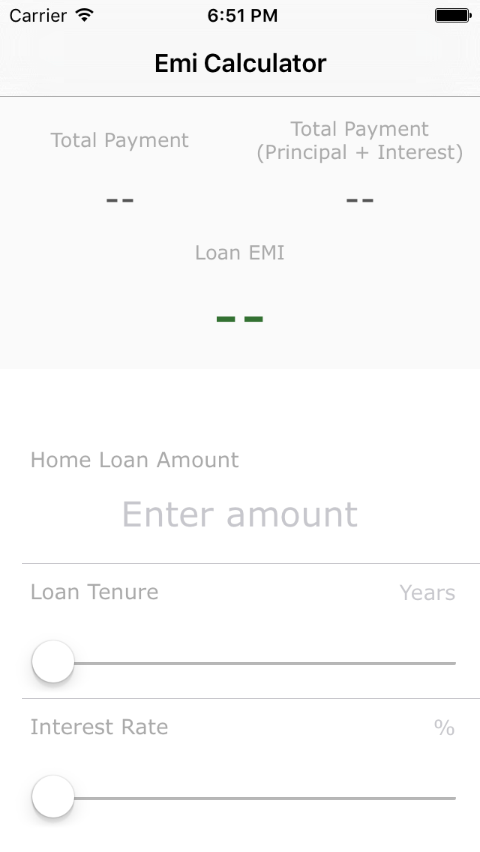 Carrier 6:51 PM
Emi Calculator
Total Payment
Total Payment
(Principal + Interest)
-- --
Loan EMI
--
Home Loan Amount
Enter amount
Loan Tenure Years
Interest Rate %